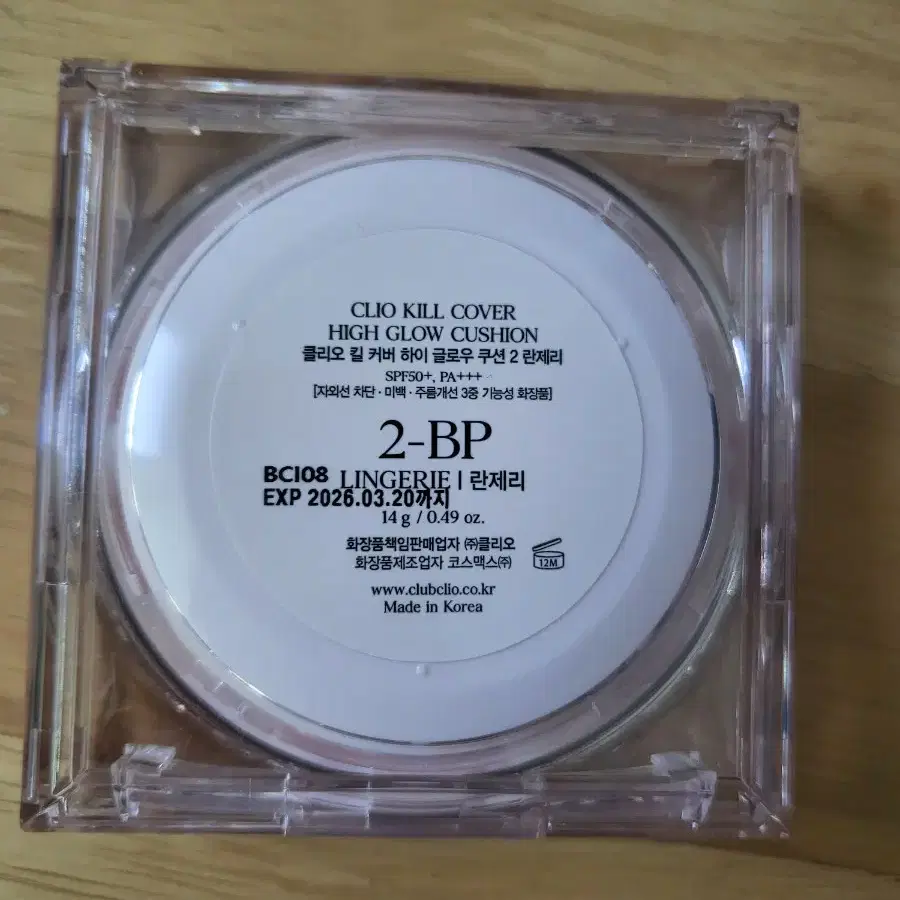 CLIO KILL COVER
HIGH GLOW CUSHION
클리오 킬 커버 하이 글로우 쿠션 2 란제리
SPF50+, PA+++
[자외선 차단 · 미백 · 주름개선 3중 기능성 화장품]
2-BP
BCI08
LINGERIE | 란제리
EXP 2026.03.20까지
14 g / 0.49 oz.
화장품책임판매업자 ㈜클리오
화장품제조업자 코스맥스㈜
12M
www.clubclio.co.kr
Made in Korea